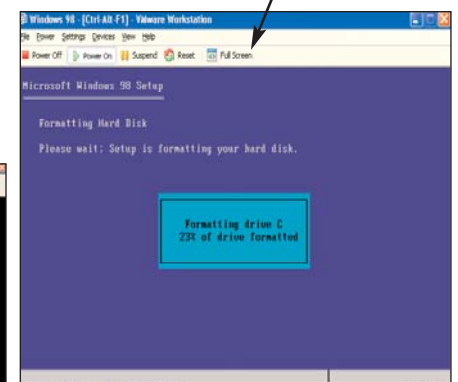 Windows 98 - [Ctrl-Alt-F1] - VMware Workstation
File Power Settings Devices View Help
Power Off Power On Suspend Reset Full Screen
Microsoft Windows 98 Setup
Formatting Hard Disk
Please wait; Setup is formatting your hard disk.
Formatting drive C
23% of drive formatted